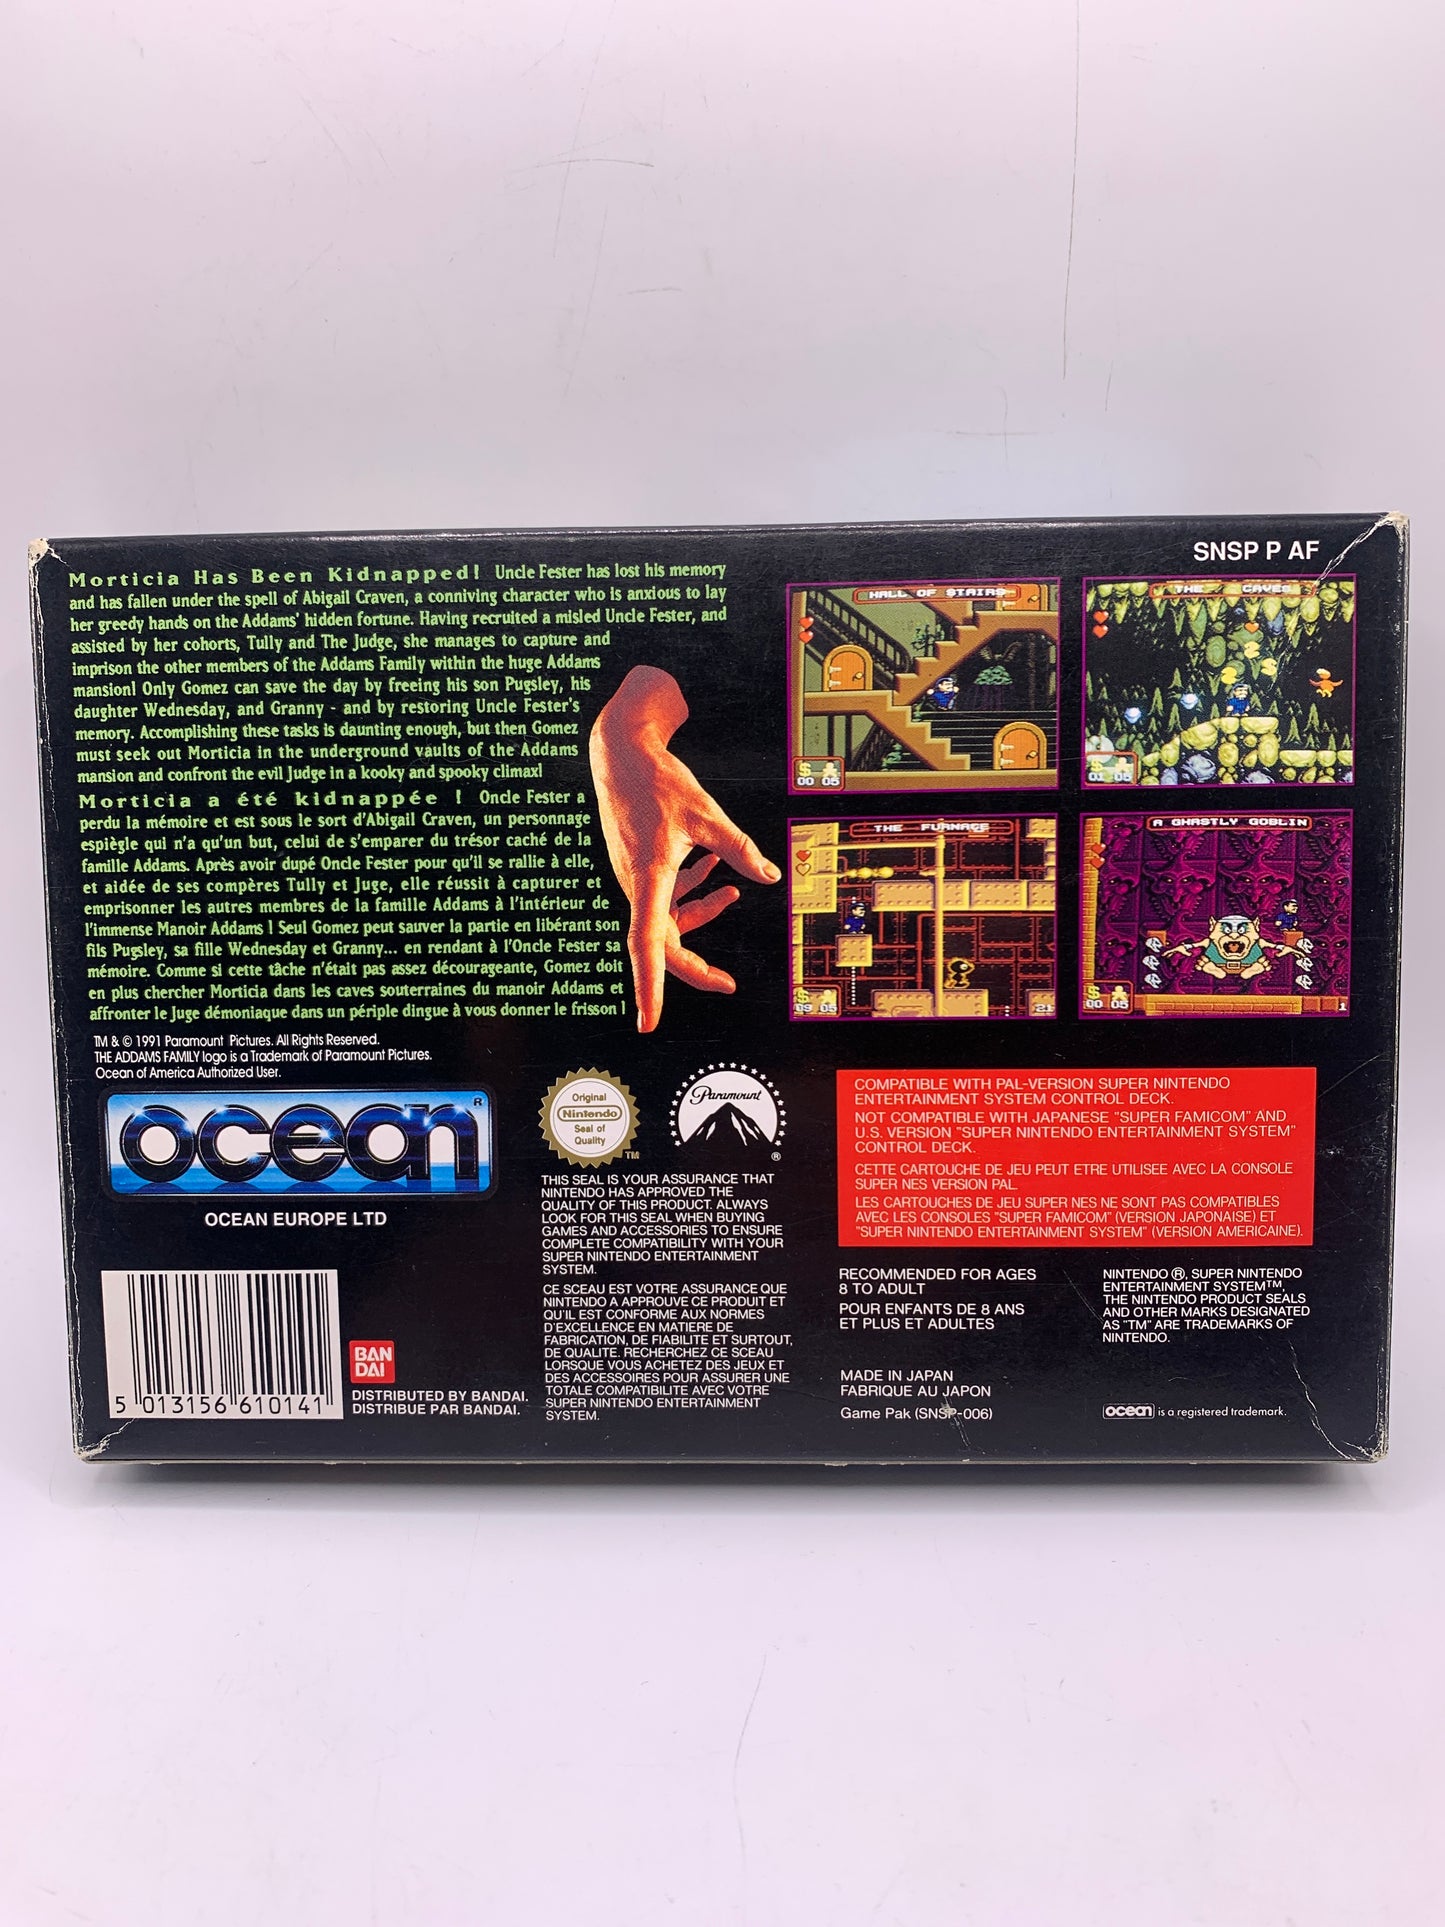 SNSP P AF
Morticia Has Been Kidnapped! Uncle Fester has lost his memory
and has fallen under the spell of Abigail Craven, a conniving character who is anxious to lay
her greedy hands on the Addams' hidden fortune. Having recruited a misled Uncle Fester, and
assisted by her cohorts, Tully and The Judge, she manages to capture and
imprison the other members of the Addams Family within the huge Addams
mansion! Only Gomez can save the day by freeing his son Pugsley, his
daughter Wednesday, and Granny - and by restoring Uncle Fester's
memory. Accomplishing these tasks is daunting enough, but then Gomez
must seek out Morticia in the underground vaults of the Addams
mansion and confront the evil Judge in a kooky and spooky climax!
Morticia a été kidnappée ! Oncle Fester a
perdu la mémoire et est sous le sort d'Abigail Craven, un personnage
espiègle qui n'a qu'un but, celui de s'emparer du trésor caché de la
famille Addams. Après avoir dupé Oncle Fester pour qu'il se rallie à elle,
et aidée de ses compères Tully et Juge, elle réussit à capturer et
emprisonner les autres membres de la famille Addams à l'intérieur de
l'immense Manoir Addams ! Seul Gomez peut sauver la partie en libérant son
fils Pugsley, sa fille Wednesday et Granny... en rendant à l'Oncle Fester sa
mémoire. Comme si cette tâche n'était pas assez décourageante, Gomez doit
en plus chercher Morticia dans les caves souterraines du manoir Addams et
affronter le Juge démoniaque dans un périple dingue à vous donner le frisson !
HALL OF STAIRS
$
00 05
THE CAVES
$
01 05
THE FURNACE
$
09 05
21
A GHASTLY GOBLIN
$
00 05
1
TM & © 1991 Paramount Pictures. All Rights Reserved.
THE ADDAMS FAMILY logo is a Trademark of Paramount Pictures.
Ocean of America Authorized User.
ocean ®
OCEAN EUROPE LTD
5 013156 610141
BAN
DAI
DISTRIBUTED BY BANDAI.
DISTRIBUE PAR BANDAI.
Original
Nintendo
Seal of
Quality
TM
Paramount
®
THIS SEAL IS YOUR ASSURANCE THAT
NINTENDO HAS APPROVED THE
QUALITY OF THIS PRODUCT. ALWAYS
LOOK FOR THIS SEAL WHEN BUYING
GAMES AND ACCESSORIES TO ENSURE
COMPLETE COMPATIBILITY WITH YOUR
SUPER NINTENDO ENTERTAINMENT
SYSTEM.
CE SCEAU EST VOTRE ASSURANCE QUE
NINTENDO A APPROUVE CE PRODUIT ET
QU'IL EST CONFORME AUX NORMES
D'EXCELLENCE EN MATIERE DE
FABRICATION, DE FIABILITE ET SURTOUT,
DE QUALITE. RECHERCHEZ CE SCEAU
LORSQUE VOUS ACHETEZ DES JEUX ET
DES ACCESSOIRES POUR ASSURER UNE
TOTALE COMPATIBILITE AVEC VOTRE
SUPER NINTENDO ENTERTAINMENT
SYSTEM.
COMPATIBLE WITH PAL-VERSION SUPER NINTENDO
ENTERTAINMENT SYSTEM CONTROL DECK.
NOT COMPATIBLE WITH JAPANESE "SUPER FAMICOM" AND
U.S. VERSION "SUPER NINTENDO ENTERTAINMENT SYSTEM"
CONTROL DECK.
CETTE CARTOUCHE DE JEU PEUT ETRE UTILISEE AVEC LA CONSOLE
SUPER NES VERSION PAL.
LES CARTOUCHES DE JEU SUPER NES NE SONT PAS COMPATIBLES
AVEC LES CONSOLES "SUPER FAMICOM" (VERSION JAPONAISE) ET
"SUPER NINTENDO ENTERTAINMENT SYSTEM" (VERSION AMERICAINE).
RECOMMENDED FOR AGES
8 TO ADULT
POUR ENFANTS DE 8 ANS
ET PLUS ET ADULTES
MADE IN JAPAN
FABRIQUE AU JAPON
Game Pak (SNSP-006)
NINTENDO ®, SUPER NINTENDO
ENTERTAINMENT SYSTEM™
THE NINTENDO PRODUCT SEALS
AND OTHER MARKS DESIGNATED
AS "TM" ARE TRADEMARKS OF
NINTENDO.
ocean is a registered trademark.